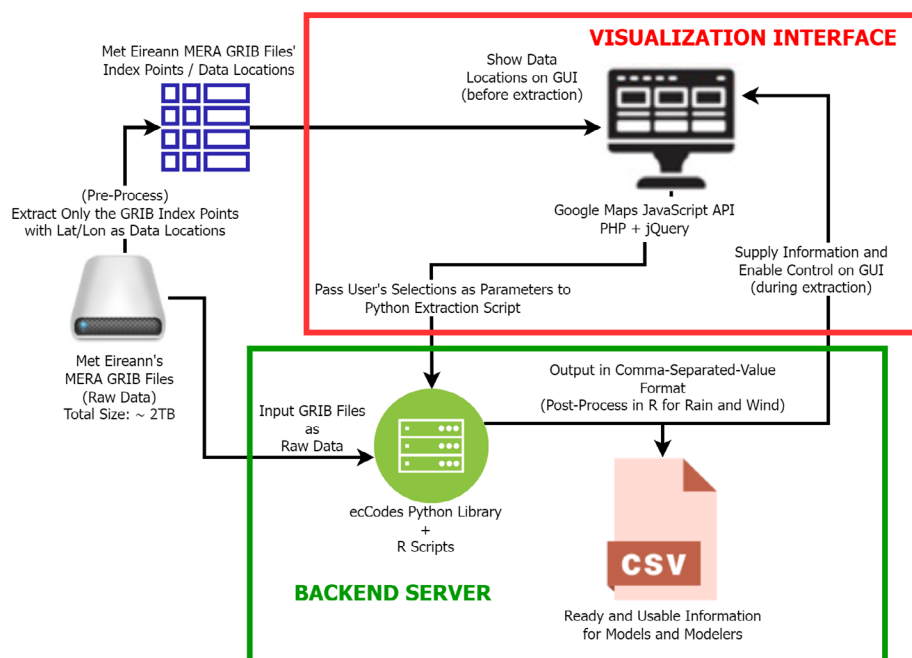 VISUALIZATION INTERFACE
Met Eireann MERA GRIB Files'
Index Points / Data Locations
Show Data
Locations on GUI
(before extraction)
(Pre-Process)
Extract Only the GRIB Index Points
with Lat/Lon as Data Locations
Google Maps JavaScript API
PHP + jQuery
Supply Information and
Enable Control on GUI
(during extraction)
Pass User's Selections as Parameters to
Python Extraction Script
Met Eireann's
MERA GRIB Files
(Raw Data)
Total Size: ~ 2TB
Input GRIB Files
as
Raw Data
Output in Comma-Separated-Value
Format
(Post-Process in R for Rain and Wind)
ecCodes Python Library
+
R Scripts
CSV
BACKEND SERVER
Ready and Usable Information
for Models and Modelers